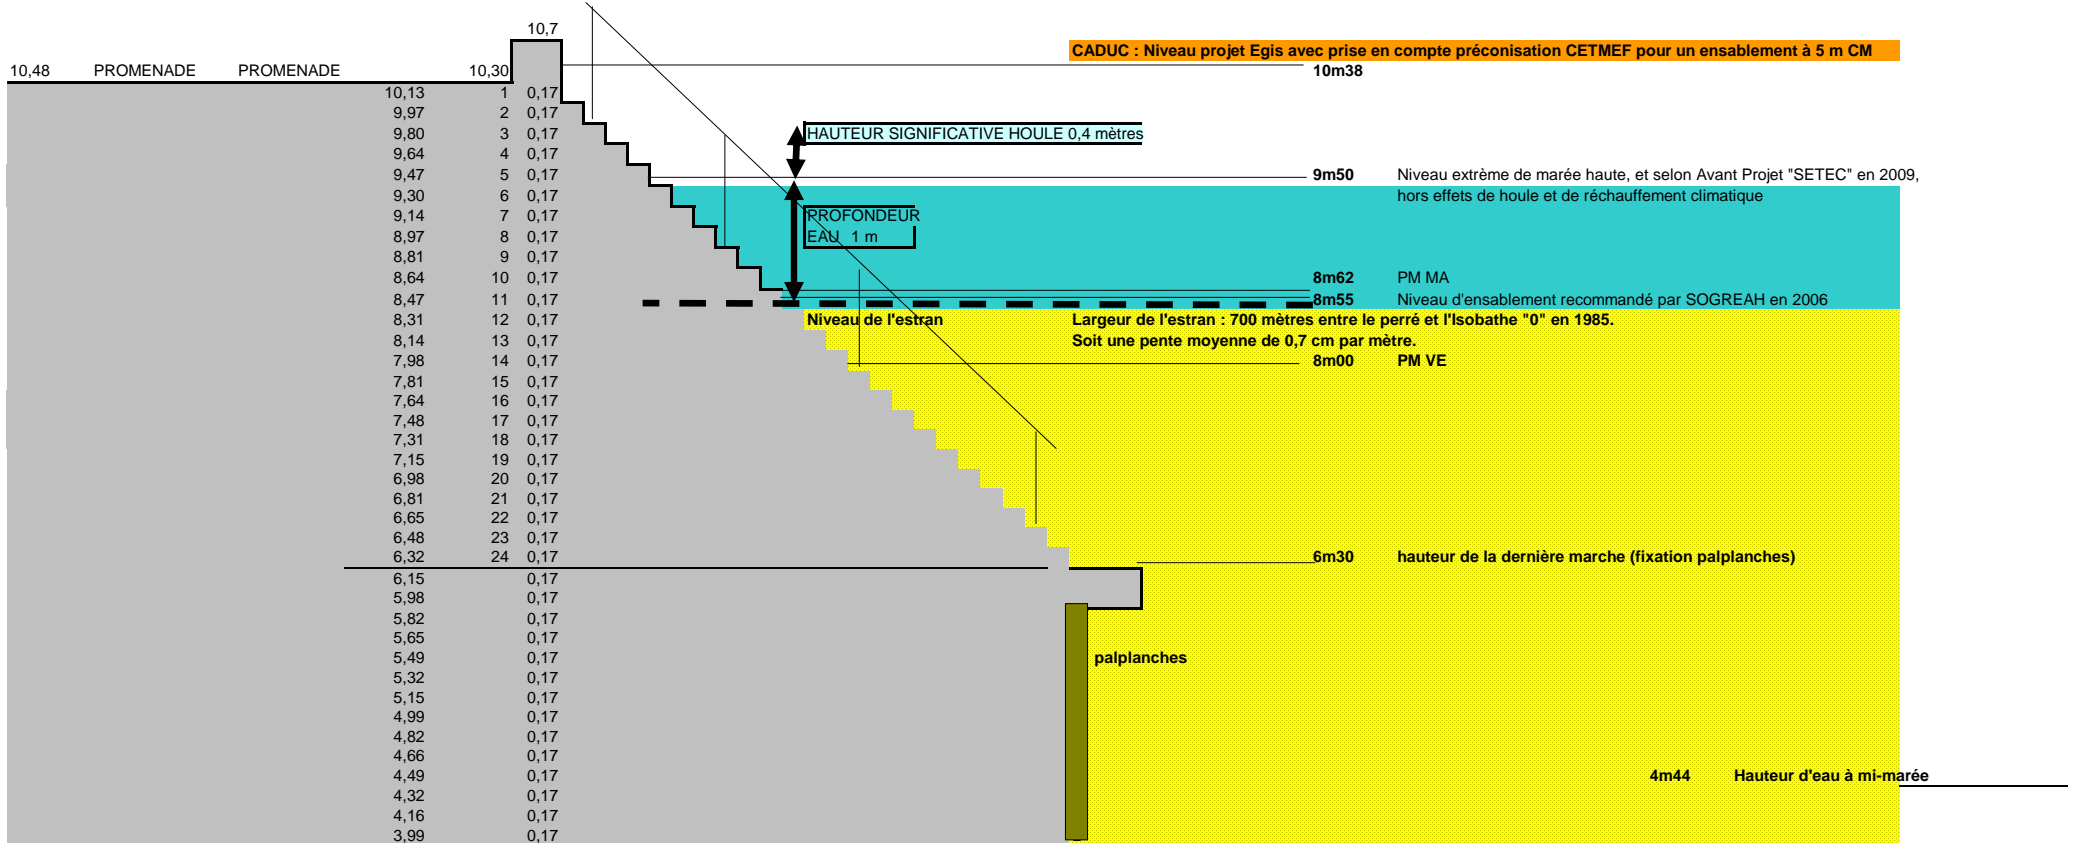 10,7
CADUC : Niveau projet Egis avec prise en compte préconisation CETMEF pour un ensablement à 5 m CM
10,48 PROMENADE PROMENADE 10,30 10m38
10,13 1 0,17
9,97 2 0,17
9,80 3 0,17 HAUTEUR SIGNIFICATIVE HOULE 0,4 mètres
9,64 4 0,17
9,47 5 0,17 9m50 Niveau extrème de marée haute, et selon Avant Projet "SETEC" en 2009,
9,30 6 0,17 hors effets de houle et de réchauffement climatique
9,14 7 0,17 PROFONDEUR
8,97 8 0,17 EAU 1 m
8,81 9 0,17
8,64 10 0,17 8m62 PM MA
8,47 11 0,17 8m55 Niveau d'ensablement recommandé par SOGREAH en 2006
8,31 12 0,17 Niveau de l'estran Largeur de l'estran : 700 mètres entre le perré et l'Isobathe "0" en 1985.
8,14 13 0,17 Soit une pente moyenne de 0,7 cm par mètre.
7,98 14 0,17 8m00 PM VE
7,81 15 0,17
7,64 16 0,17
7,48 17 0,17
7,31 18 0,17
7,15 19 0,17
6,98 20 0,17
6,81 21 0,17
6,65 22 0,17
6,48 23 0,17
6,32 24 0,17 6m30 hauteur de la dernière marche (fixation palplanches)
6,15 0,17
5,98 0,17
5,82 0,17
5,65 0,17
5,49 0,17 palplanches
5,32 0,17
5,15 0,17
4,99 0,17
4,82 0,17
4,66 0,17
4,49 0,17 4m44 Hauteur d'eau à mi-marée
4,32 0,17
4,16 0,17
3,99 0,17